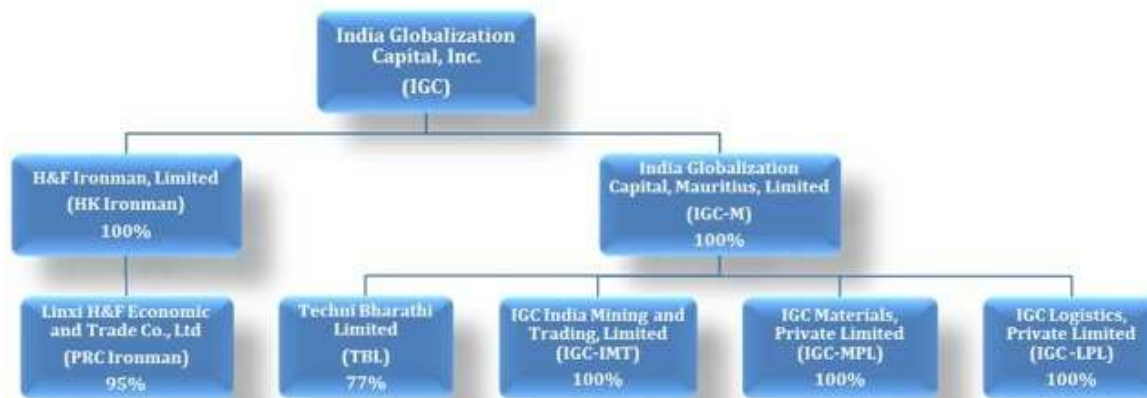 India Globalization
Capital, Inc.
(IGC)
H&F Ironman, Limited
(HK Ironman)
100%
India Globalization
Capital, Mauritius, Limited
(IGC-M)
100%
Linxi H&F Economic
and Trade Co., Ltd
(PRC Ironman)
95%
Techni Bharathi
Limited
(TBL)
77%
IGC India Mining and
Trading, Limited
(IGC-IMT)
100%
IGC Materials,
Private Limited
(IGC-MPL)
100%
IGC Logistics,
Private Limited
(IGC -LPL)
100%